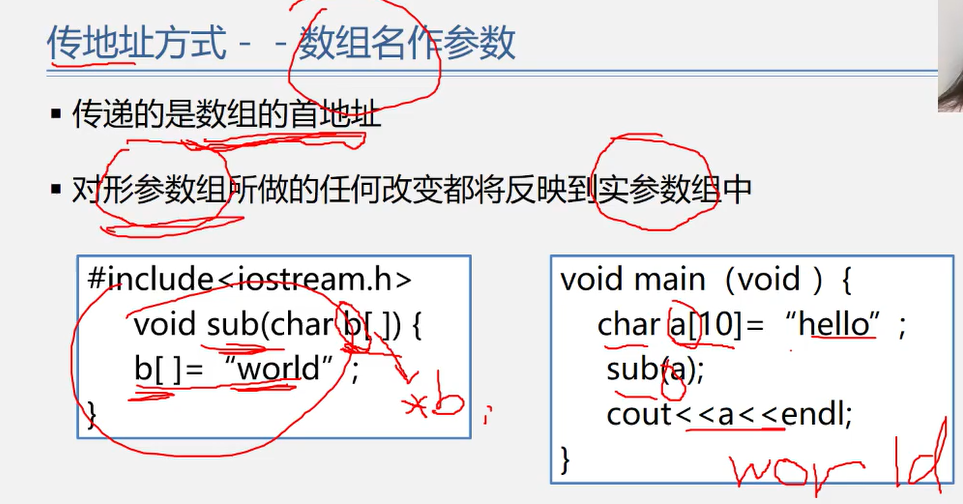 传地址方式－－数组名作参数
▪ 传递的是数组的首地址
▪ 对形参数组所做的任何改变都将反映到实参数组中
#include<iostream.h>
void sub(char b[ ]) {
b[ ]=“world”;
}
*b
void main（void ）{
char a[10]=“hello”;
sub(a);
cout<<a<<endl;
}
world